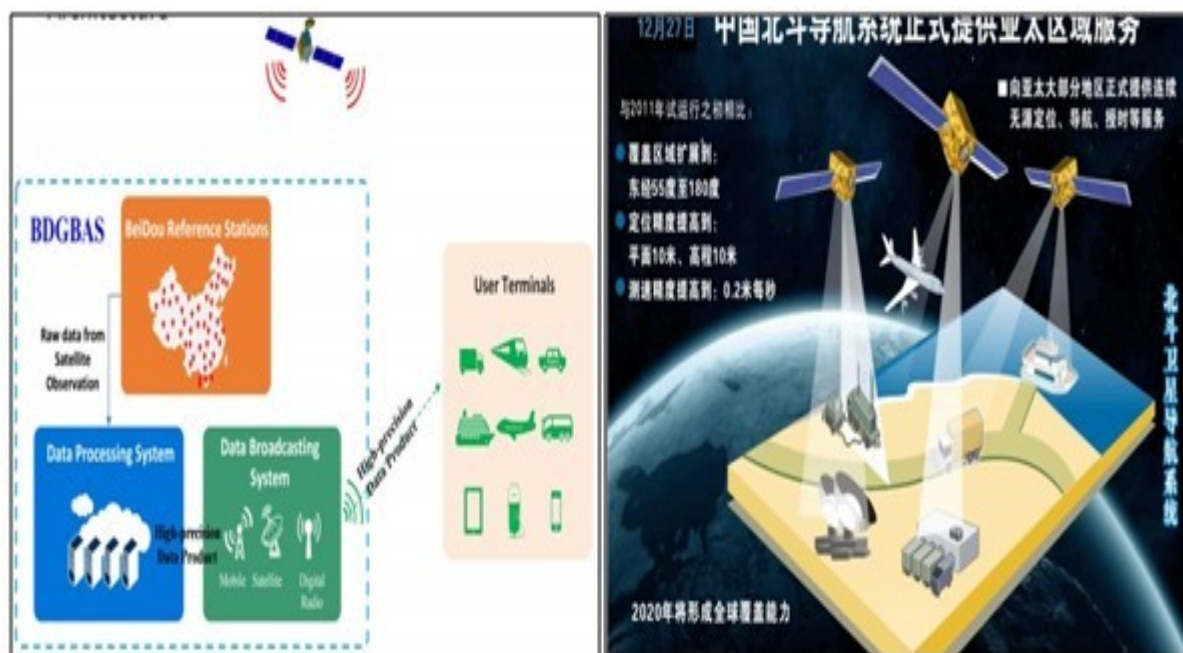 Architecture
BDGBAS
BeiDou Reference Stations
Raw data from
Satellite
Observation
Data Processing System
High-precision
Data Product
Data Broadcasting
System
Mobile
Satellite
Digital
Radio
High-precision
Data Product
User Terminals
12月27日 中国北斗导航系统正式提供亚太区域服务
■向亚太大部分地区正式提供连续
无源定位、导航、授时等服务
与2011年试运行之初相比：
覆盖区域扩展到：
东经55度至180度
定位精度提高到：
平面10米、高程10米
测速精度提高到：0.2米每秒
北斗卫星导航系统
2020年将形成全球覆盖能力